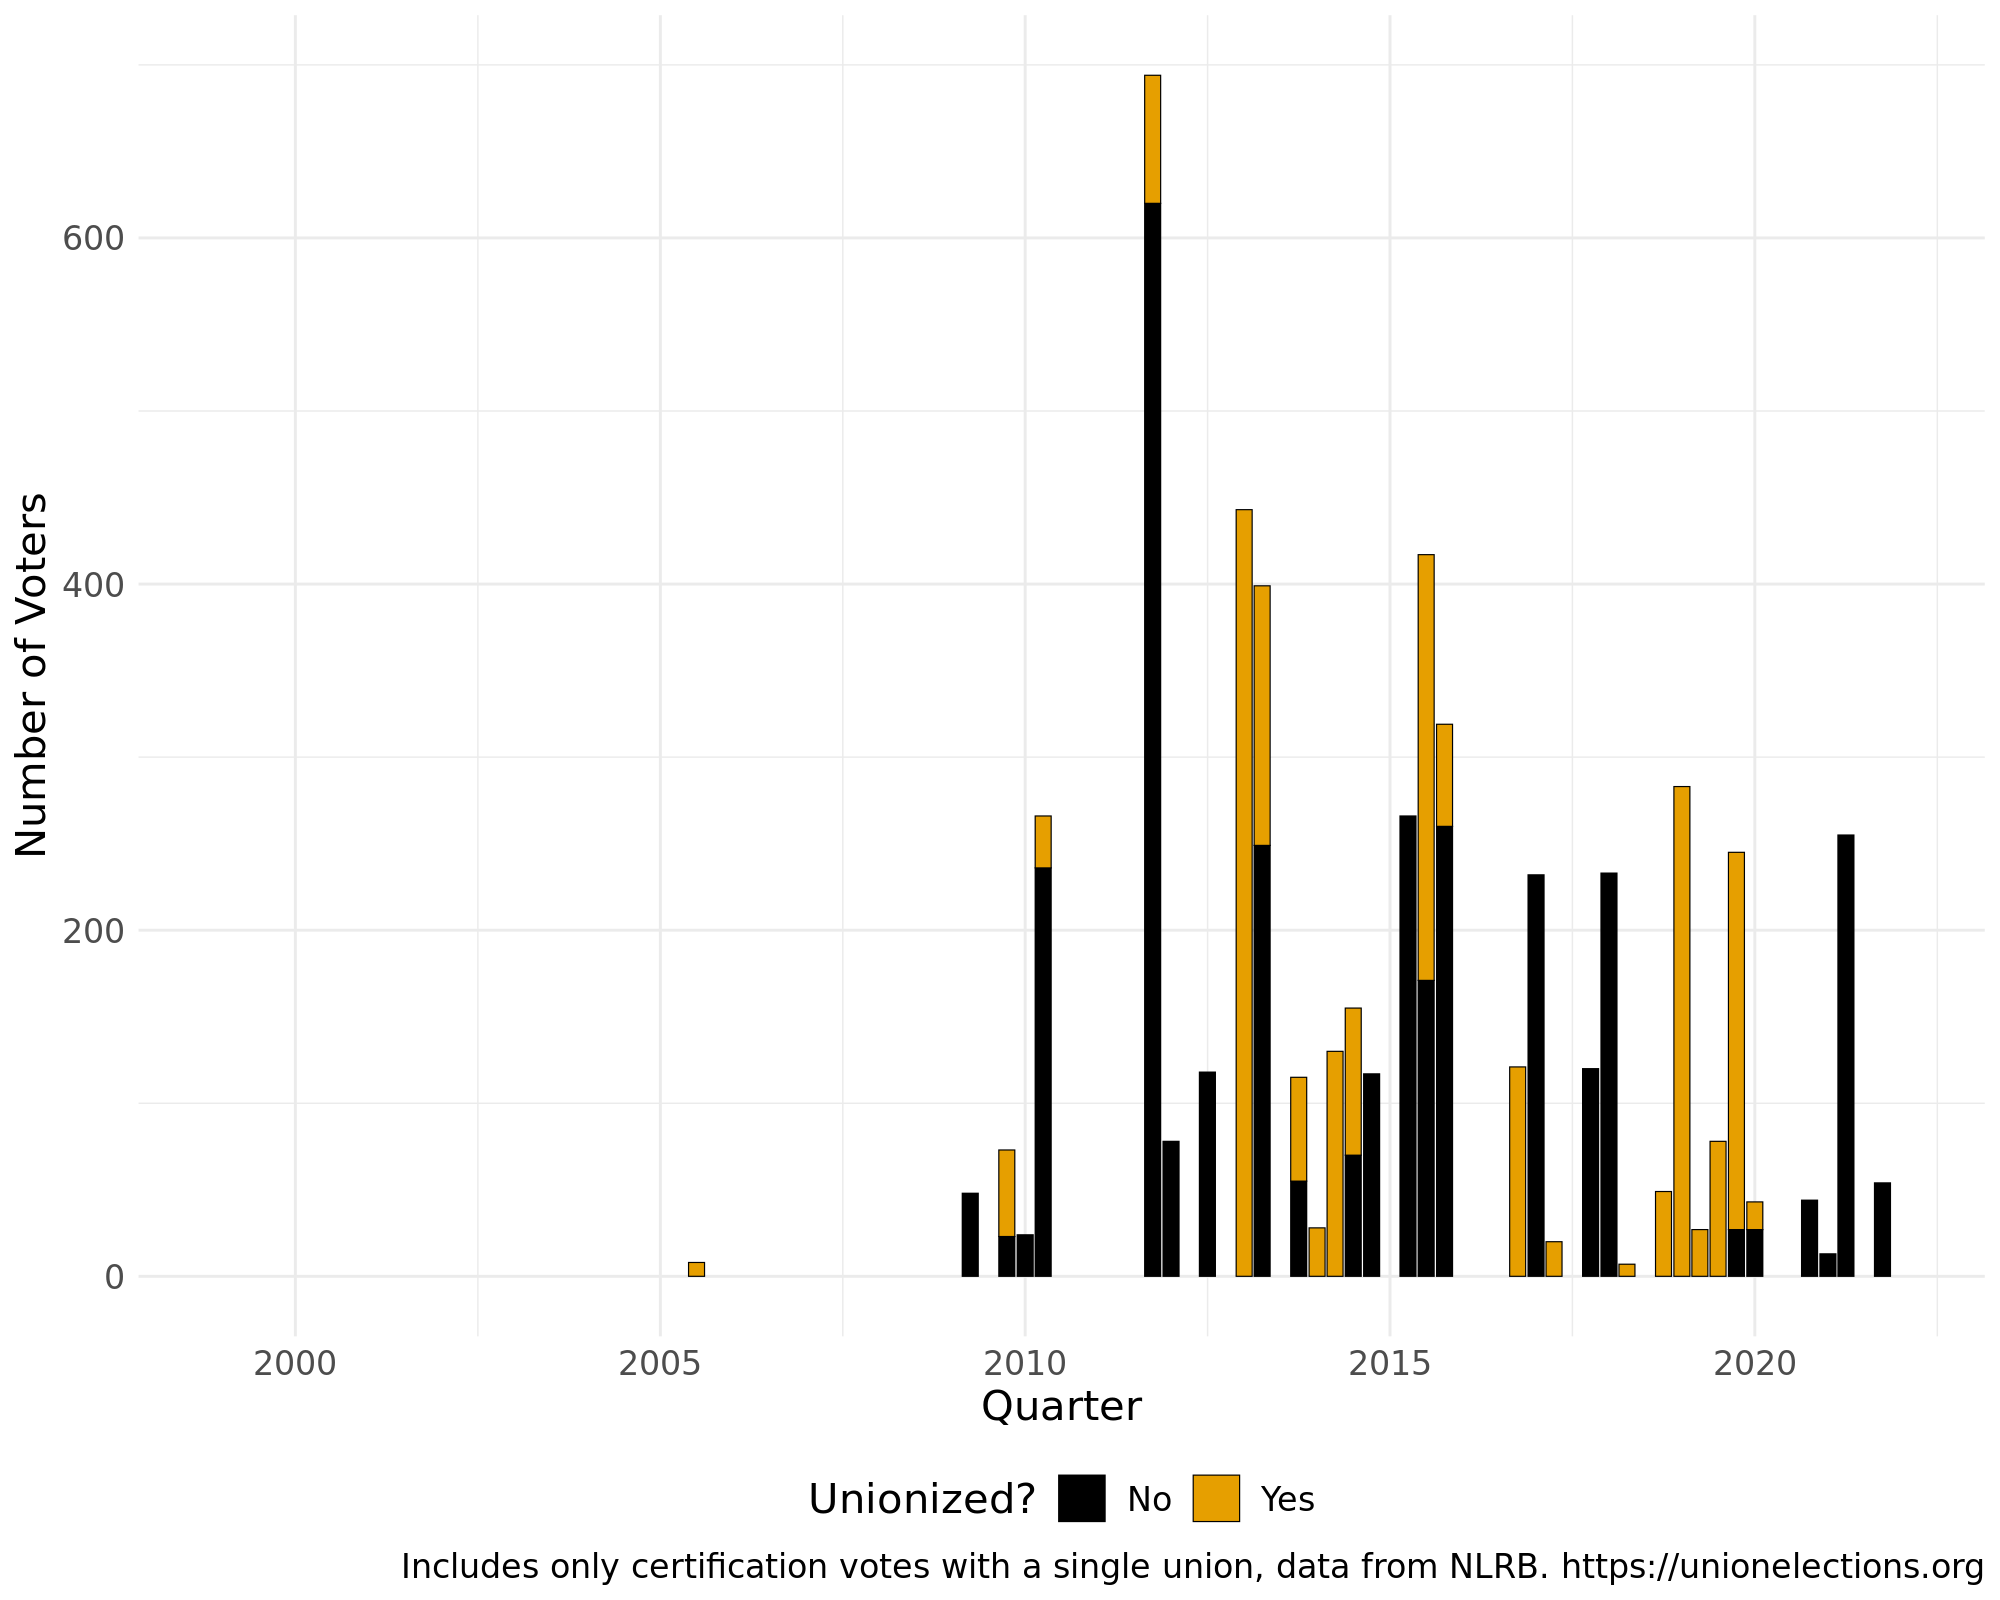 600
400
200
0
Number of Voters
2000 2005 2010 2015 2020
Quarter
Unionized? No Yes
Includes only certification votes with a single union, data from NLRB. https://unionelections.org